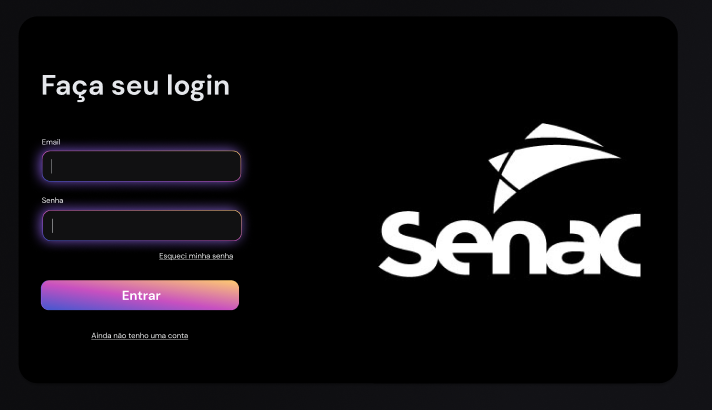 Faça seu login
Email
Senha
Esqueci minha senha
Entrar
Ainda não tenho uma conta
Senac